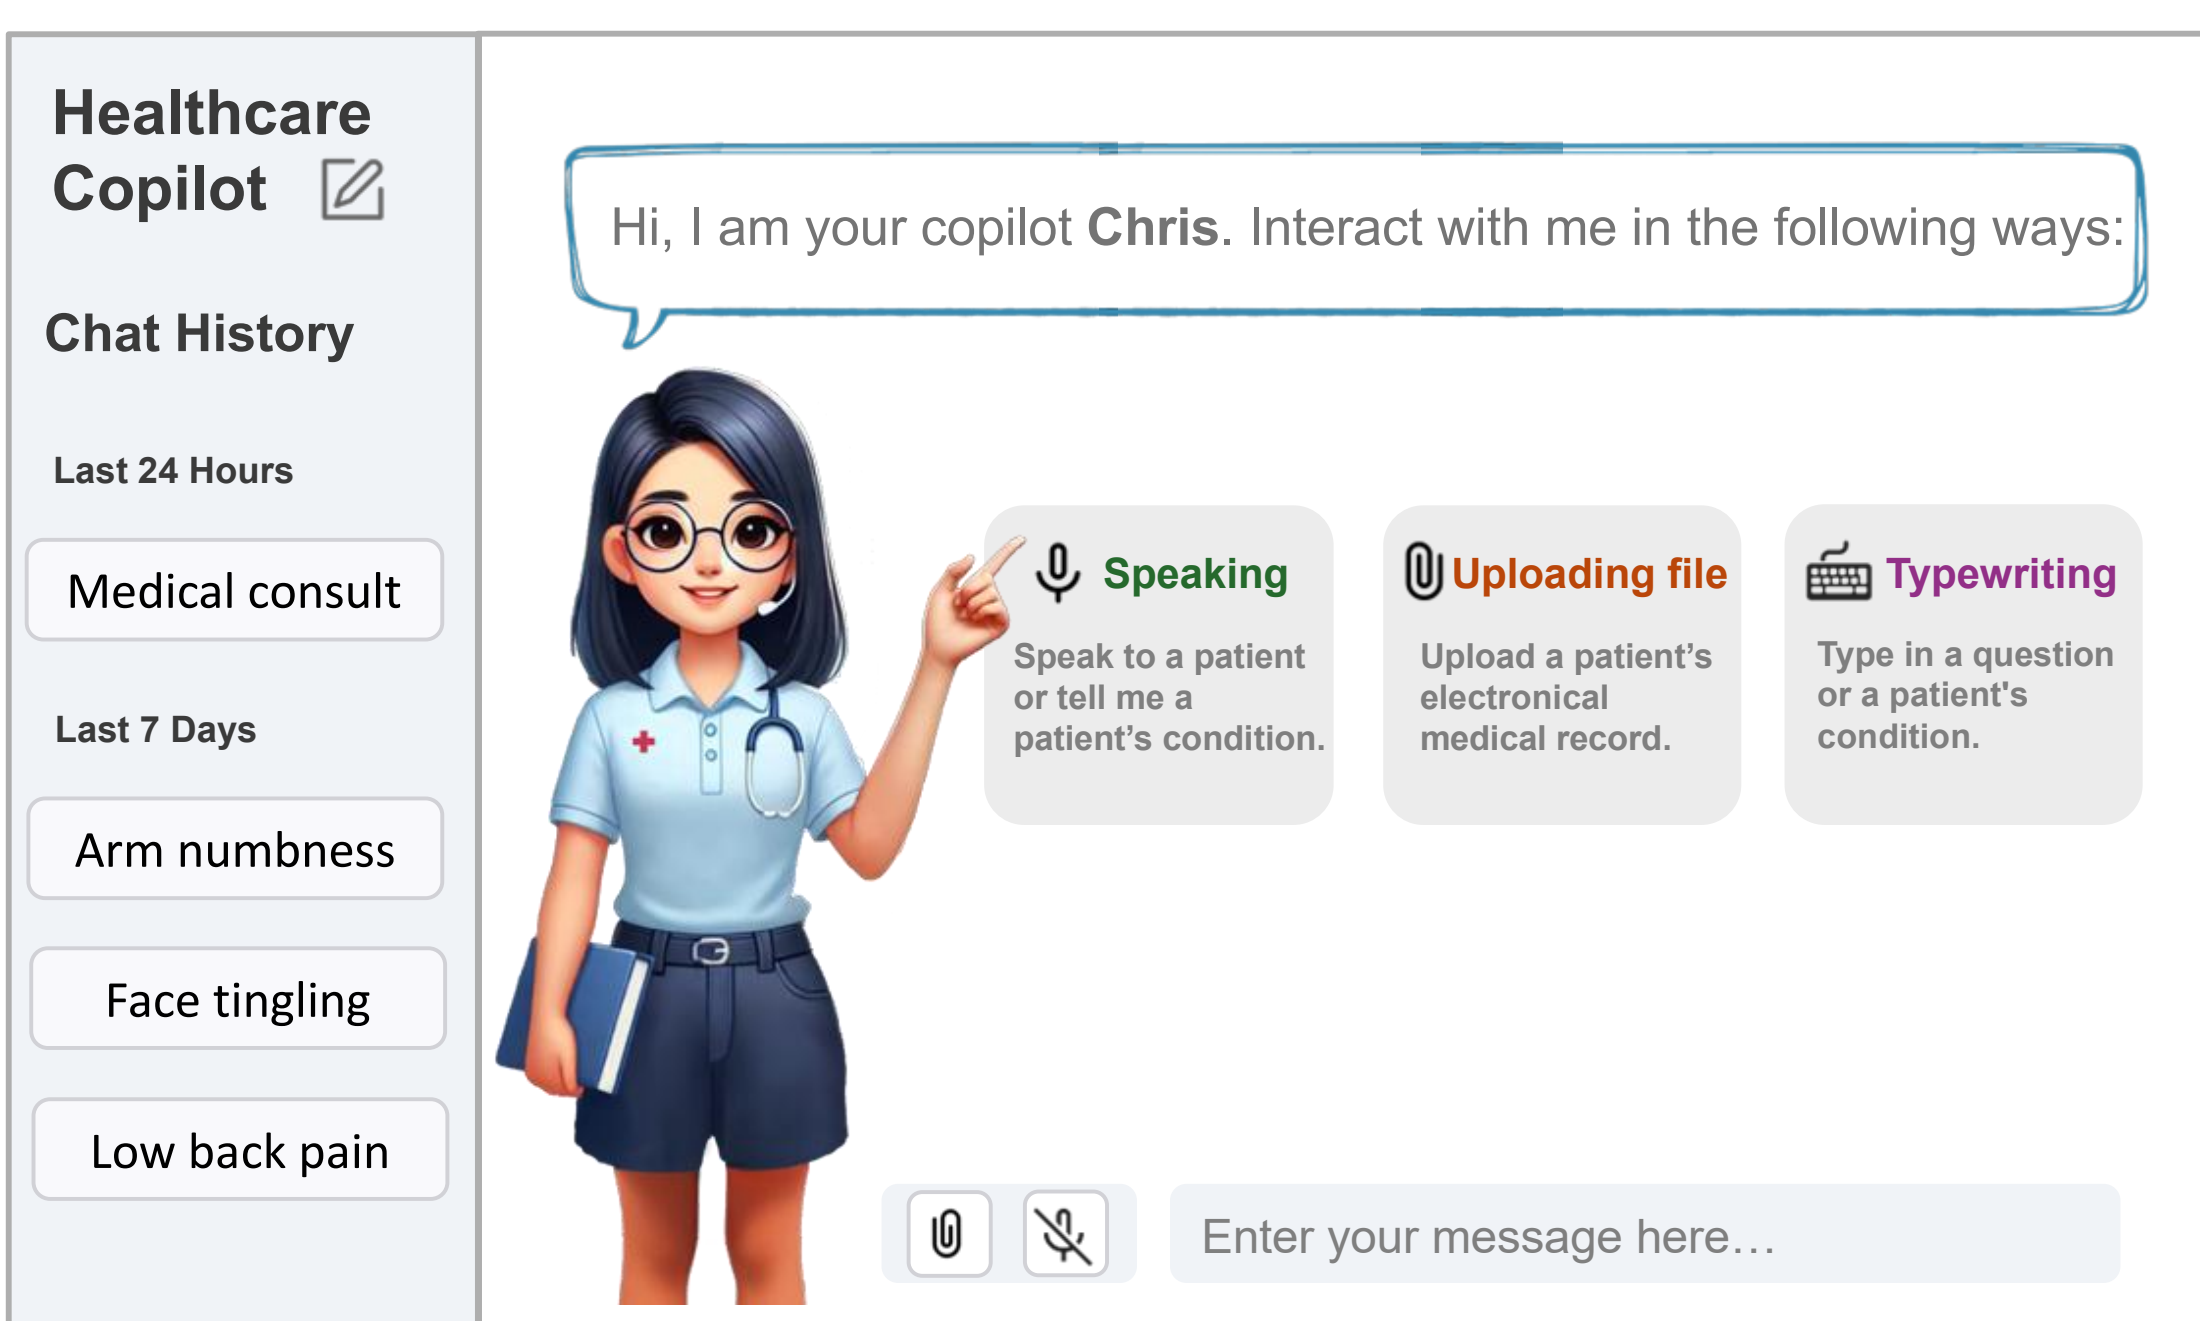 Healthcare
Copilot
Chat History
Last 24 Hours
Medical consult
Last 7 Days
Arm numbness
Face tingling
Low back pain
Hi, I am your copilot Chris. Interact with me in the following ways:
Speaking
Speak to a patient
or tell me a
patient’s condition.
Uploading file
Upload a patient’s
electronical
medical record.
Typewriting
Type in a question
or a patient's
condition.
Enter your message here…